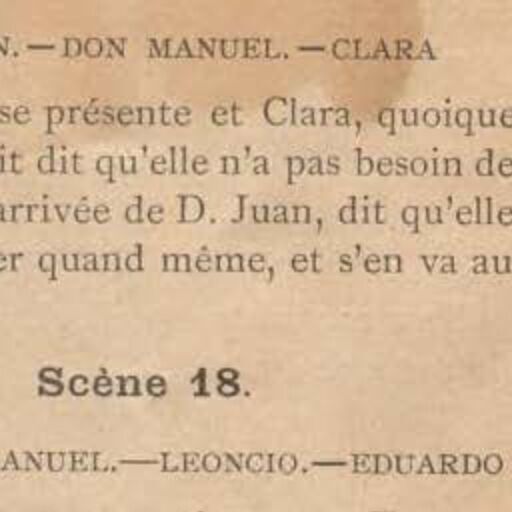 N.—DON MANUEL.—CLARA
se présente et Clara, quoique
it dit qu'elle n'a pas besoin de
arrivée de D. Juan, dit qu'elle
er quand même, et s'en va au
Scène 18.
ANUEL.—LEONCIO.—EDUARDO